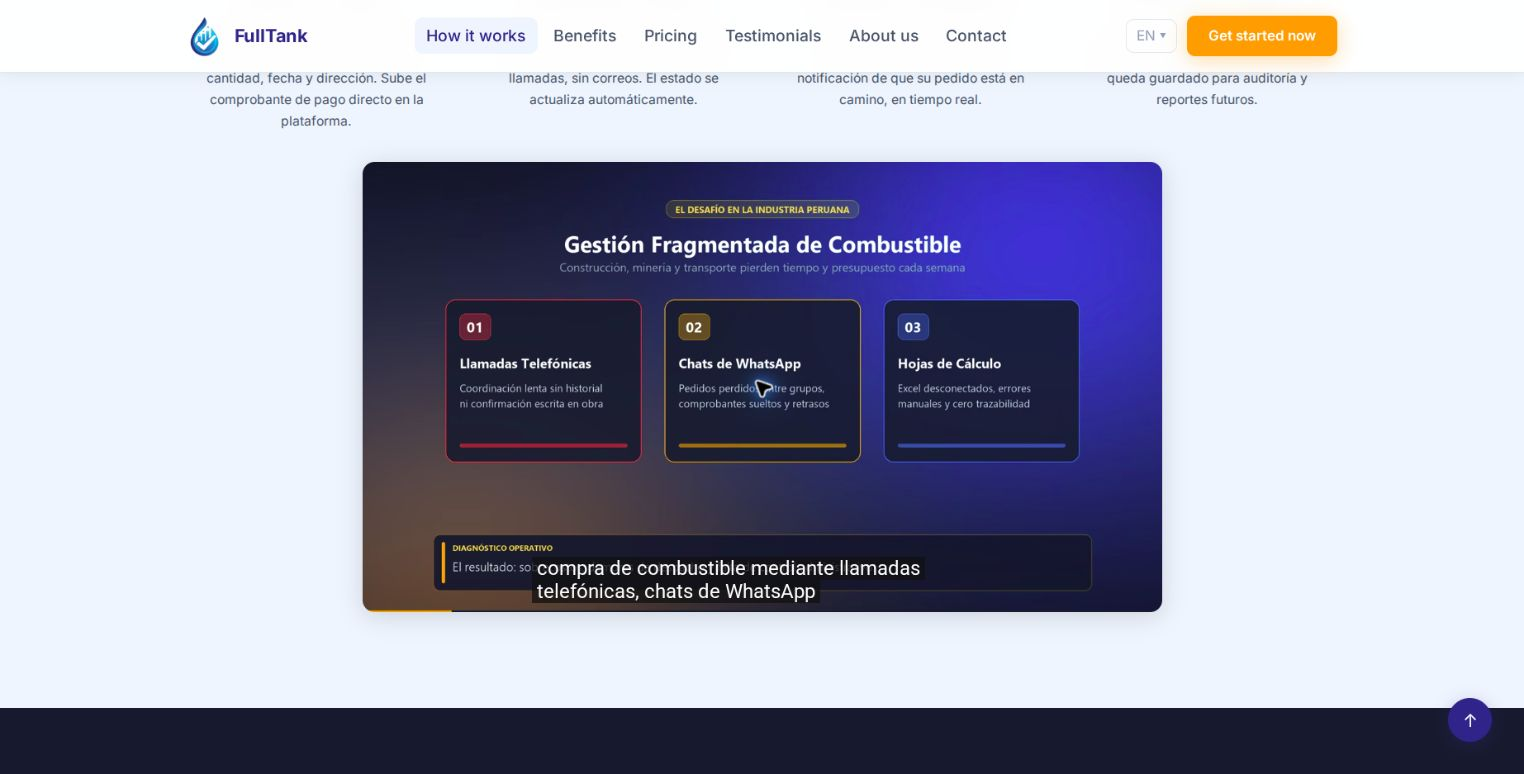 FullTank
How it works
Benefits
Pricing
Testimonials
About us
Contact
EN
Get started now
cantidad, fecha y dirección. Sube el
comprobante de pago directo en la
plataforma.
llamadas, sin correos. El estado se
actualiza automáticamente.
notificación de que su pedido está en
camino, en tiempo real.
queda guardado para auditoría y
reportes futuros.
EL DESAFÍO EN LA INDUSTRIA PERUANA
Gestión Fragmentada de Combustible
Construcción, minería y transporte pierden tiempo y presupuesto cada semana
01
Llamadas Telefónicas
Coordinación lenta sin historial
ni confirmación escrita en obra
02
Chats de WhatsApp
Pedidos perdidos entre grupos,
comprobantes sueltos y retrasos
03
Hojas de Cálculo
Excel desconectados, errores
manuales y cero trazabilidad
DIAGNÓSTICO OPERATIVO
El resultado:
compra de combustible mediante llamadas
telefónicas, chats de WhatsApp